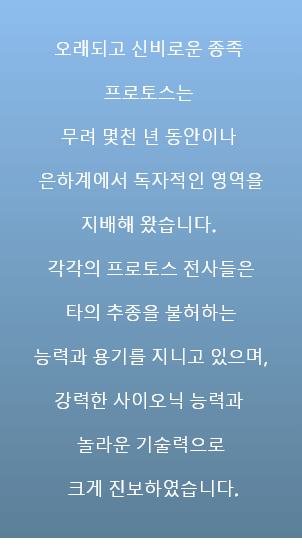 오래되고 신비로운 종족
프로토스는
무려 몇천 년 동안이나
은하계에서 독자적인 영역을
지배해 왔습니다.
각각의 프로토스 전사들은
타의 추종을 불허하는
능력과 용기를 지니고 있으며,
강력한 사이오닉 능력과
놀라운 기술력으로
크게 진보하였습니다.